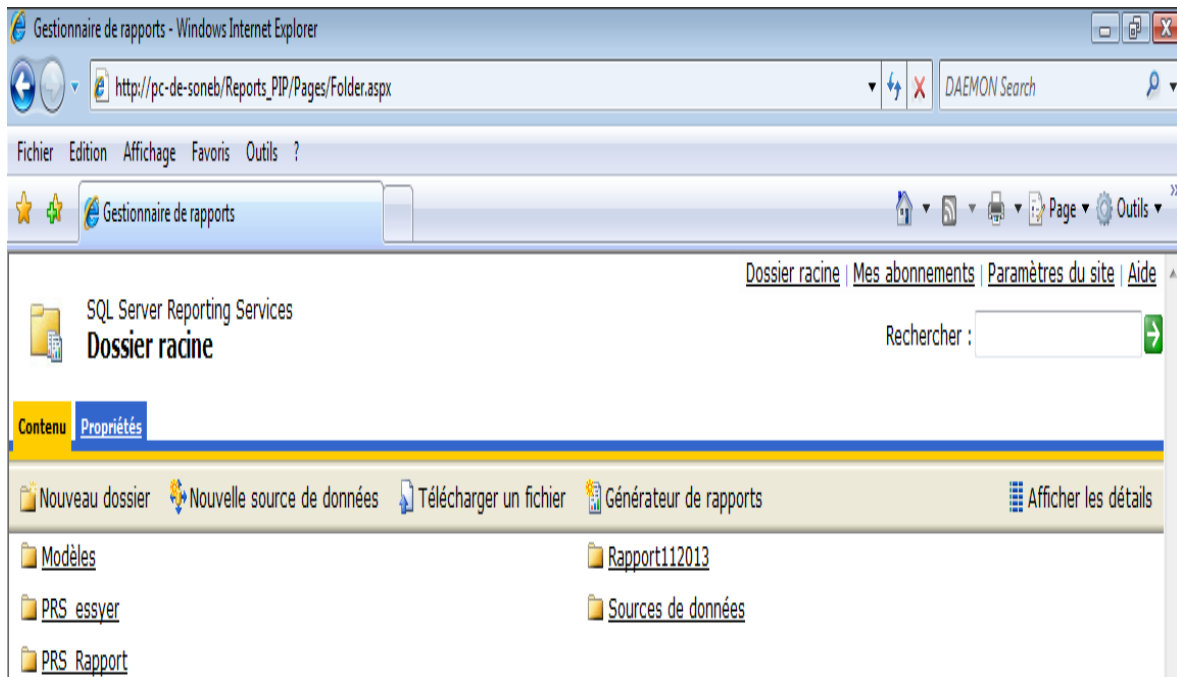 Gestionnaire de rapports - Windows Internet Explorer
http://pc-de-soneb/Reports_PIP/Pages/Folder.aspx
DAEMON Search
Fichier Edition Affichage Favoris Outils ?
Gestionnaire de rapports
Page Outils
Dossier racine | Mes abonnements | Paramètres du site | Aide
SQL Server Reporting Services
Dossier racine
Rechercher :
Contenu Propriétés
Nouveau dossier Nouvelle source de données Télécharger un fichier Générateur de rapports Afficher les détails
Modèles Rapport112013
PRS_essyer Sources de données
PRS_Rapport